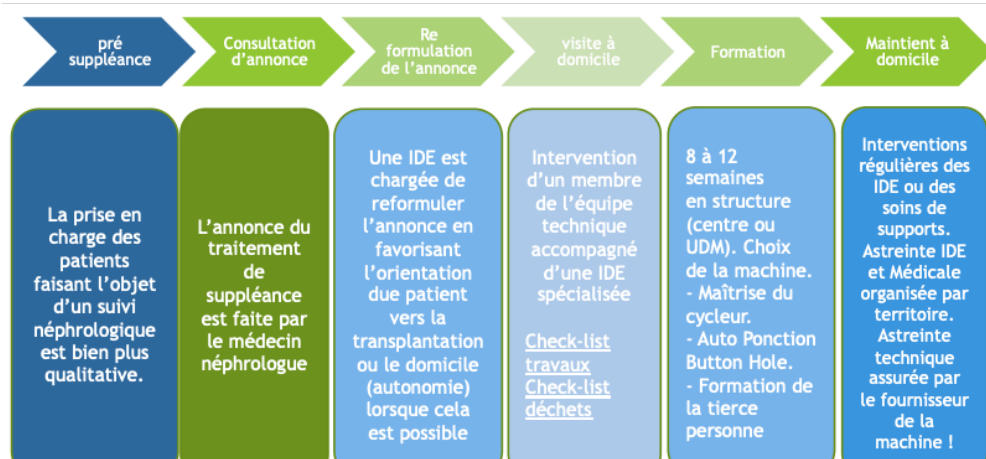 pré
suppléance
Consultation
d'annonce
Re
formulation
de l'annonce
visite à
domicile
Formation
Maintient à
domicile
La prise en
charge des
patients
faisant l'objet
d'un suivi
néphrologique
est bien plus
qualitative.
L'annonce du
traitement
de
suppléance
est faite par
le médecin
néphrologue
Une IDE est
chargée de
reformuler
l'annonce en
favorisant
l'orientation
due patient
vers la
transplantation
ou le domicile
(autonomie)
lorsque cela
est possible
Intervention
d'un membre
de l'équipe
technique
accompagné
d'une IDE
spécialisée
Check-list
travaux
Check-list
déchets
8 à 12
semaines
en structure
(centre ou
UDM). Choix
de la machine.
- Maîtrise du
cycleur.
- Auto Ponction
Button Hole.
- Formation de
la tierce
personne
Interventions
régulières des
IDE ou des
soins de
supports.
Astreinte IDE
et Médicale
organisée par
territoire.
Astreinte
technique
assurée par
le fournisseur
de la
machine !